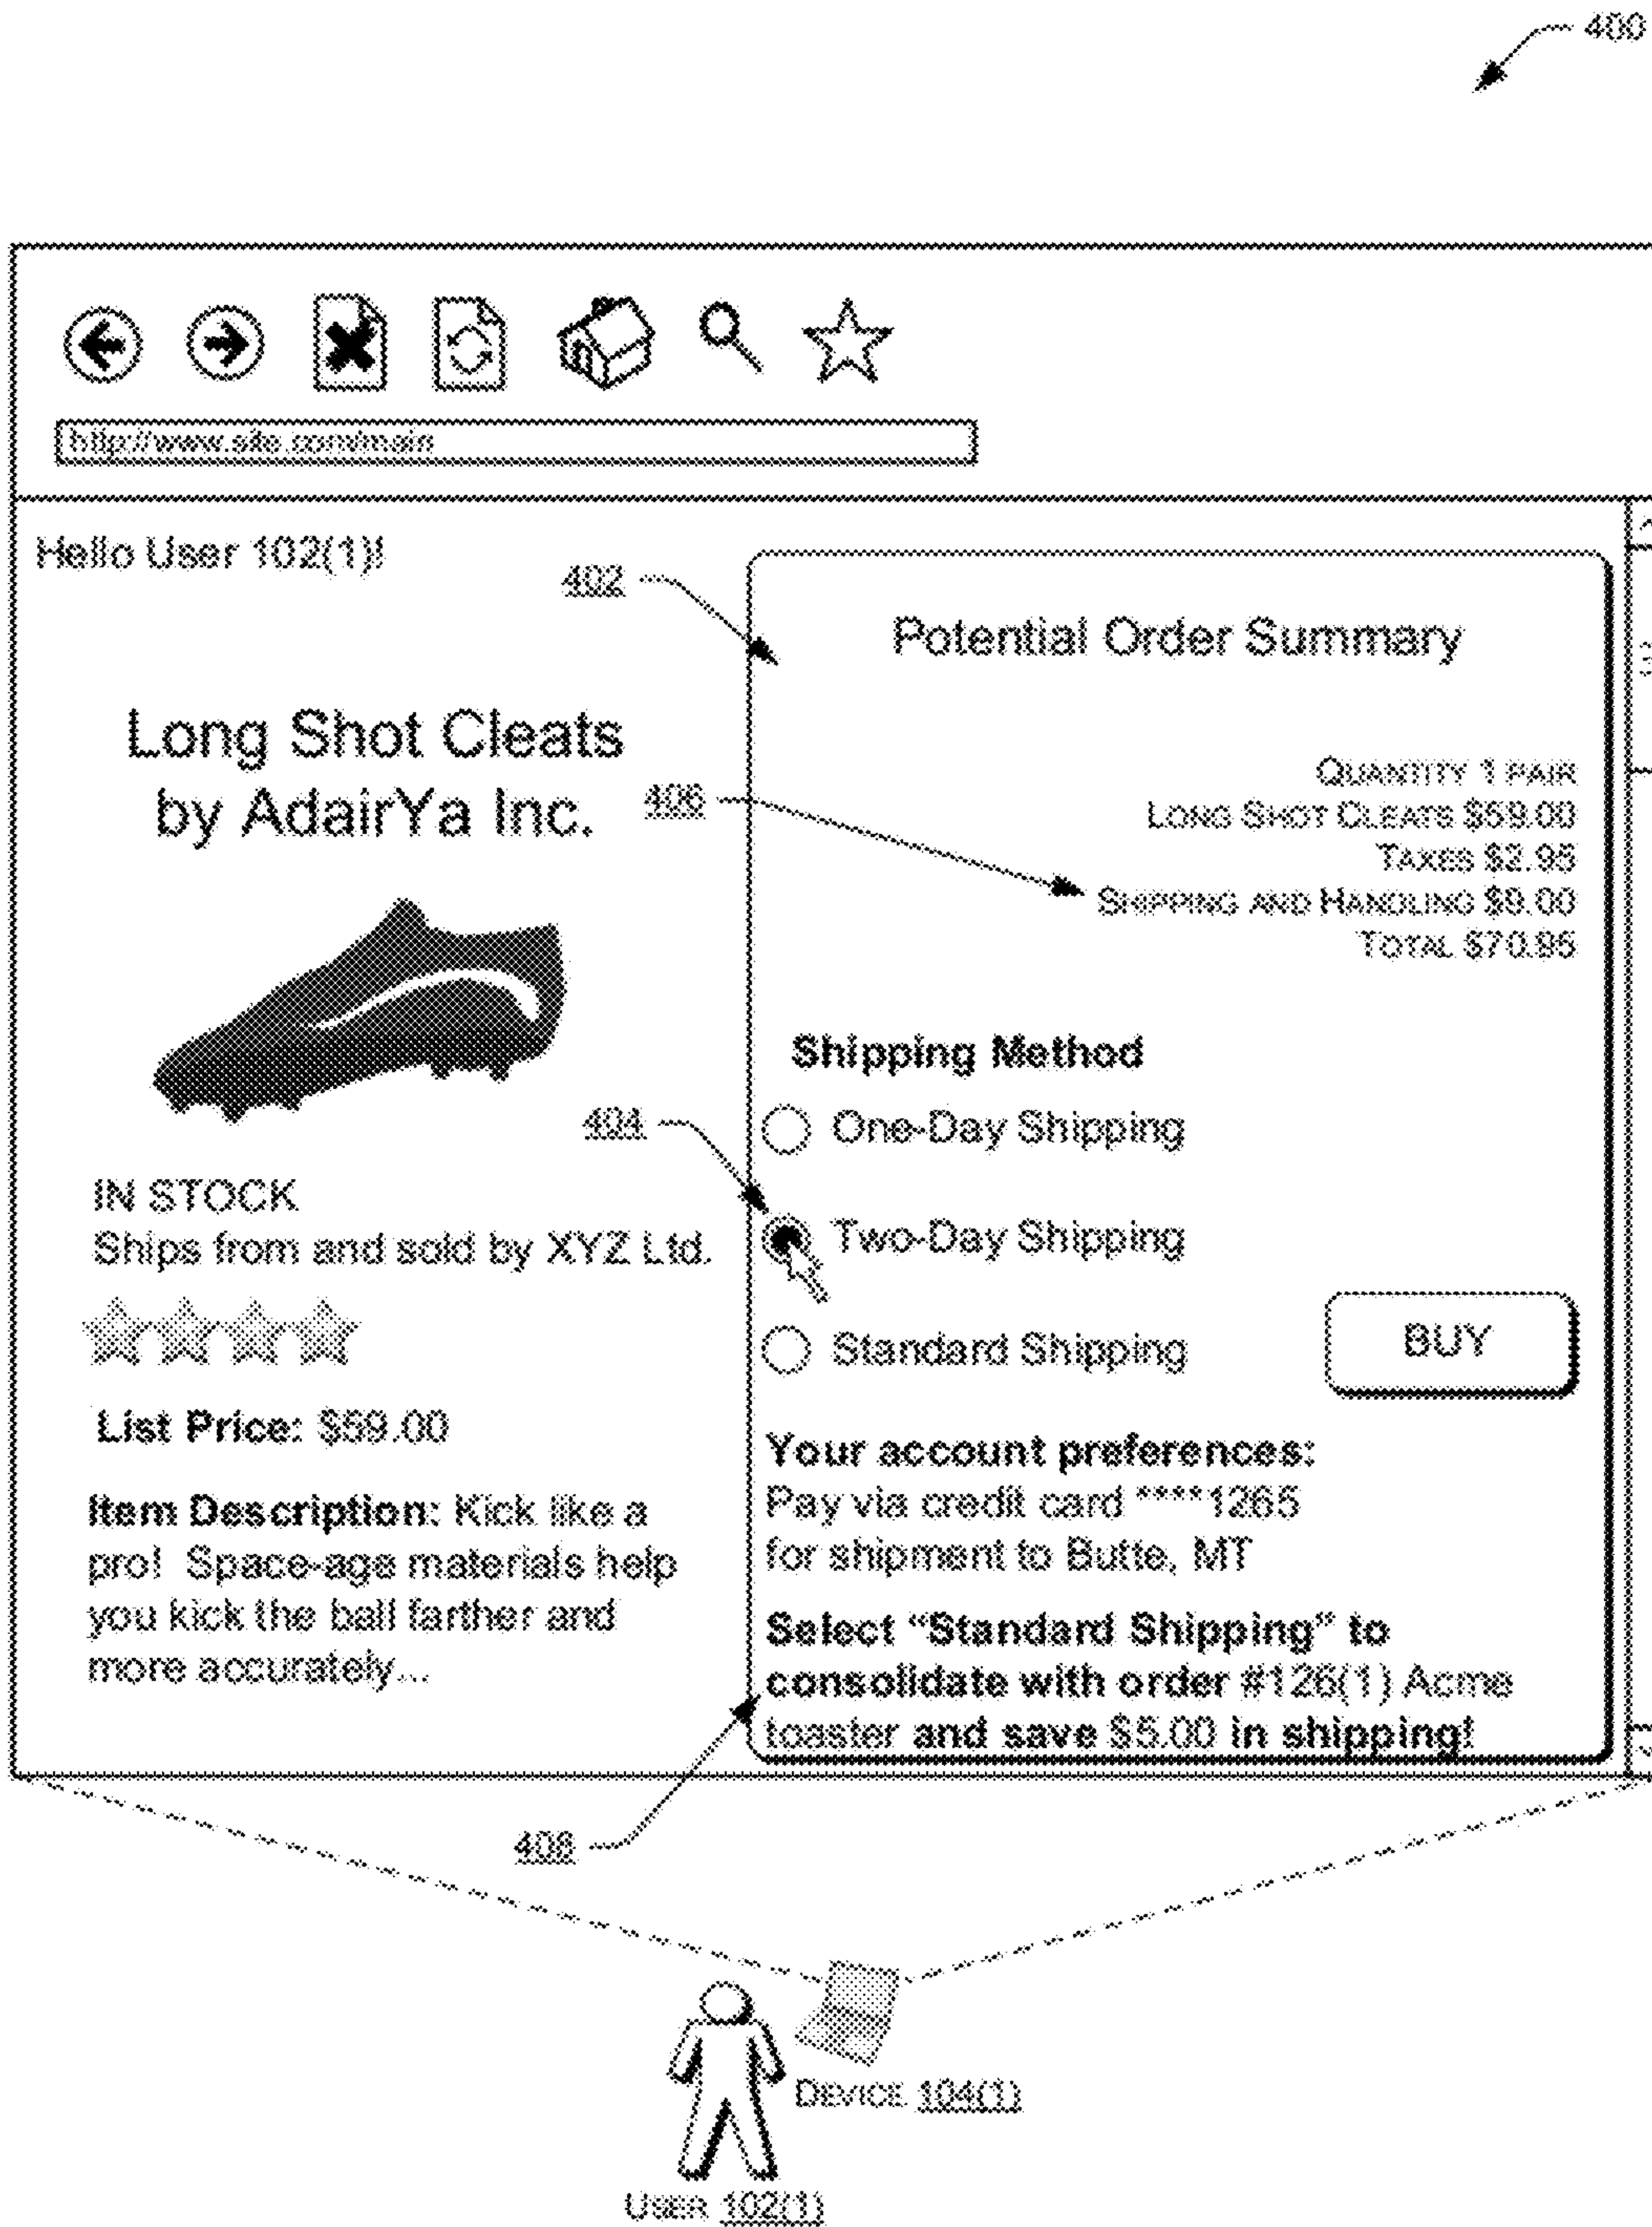 400
http://www.site.com/main
Hello User 102(1)!
402
Long Shot Cleats
by AdairYa Inc.
IN STOCK
Ships from and sold by XYZ Ltd.
List Price: $59.00
Item Description: Kick like a
pro! Space-age materials help
you kick the ball farther and
more accurately...
Potential Order Summary
406
QUANTITY 1 PAIR
LONG SHOT CLEATS $59.00
TAXES $2.95
SHIPPING AND HANDLING $9.00
TOTAL $70.95
Shipping Method
404
One-Day Shipping
Two-Day Shipping
Standard Shipping
BUY
Your account preferences:
Pay via credit card ****1265
for shipment to Butte, MT
Select “Standard Shipping” to
consolidate with order #126(1) Acme
toaster and save $5.00 in shipping!
408
DEVICE 104(1)
USER 102(1)